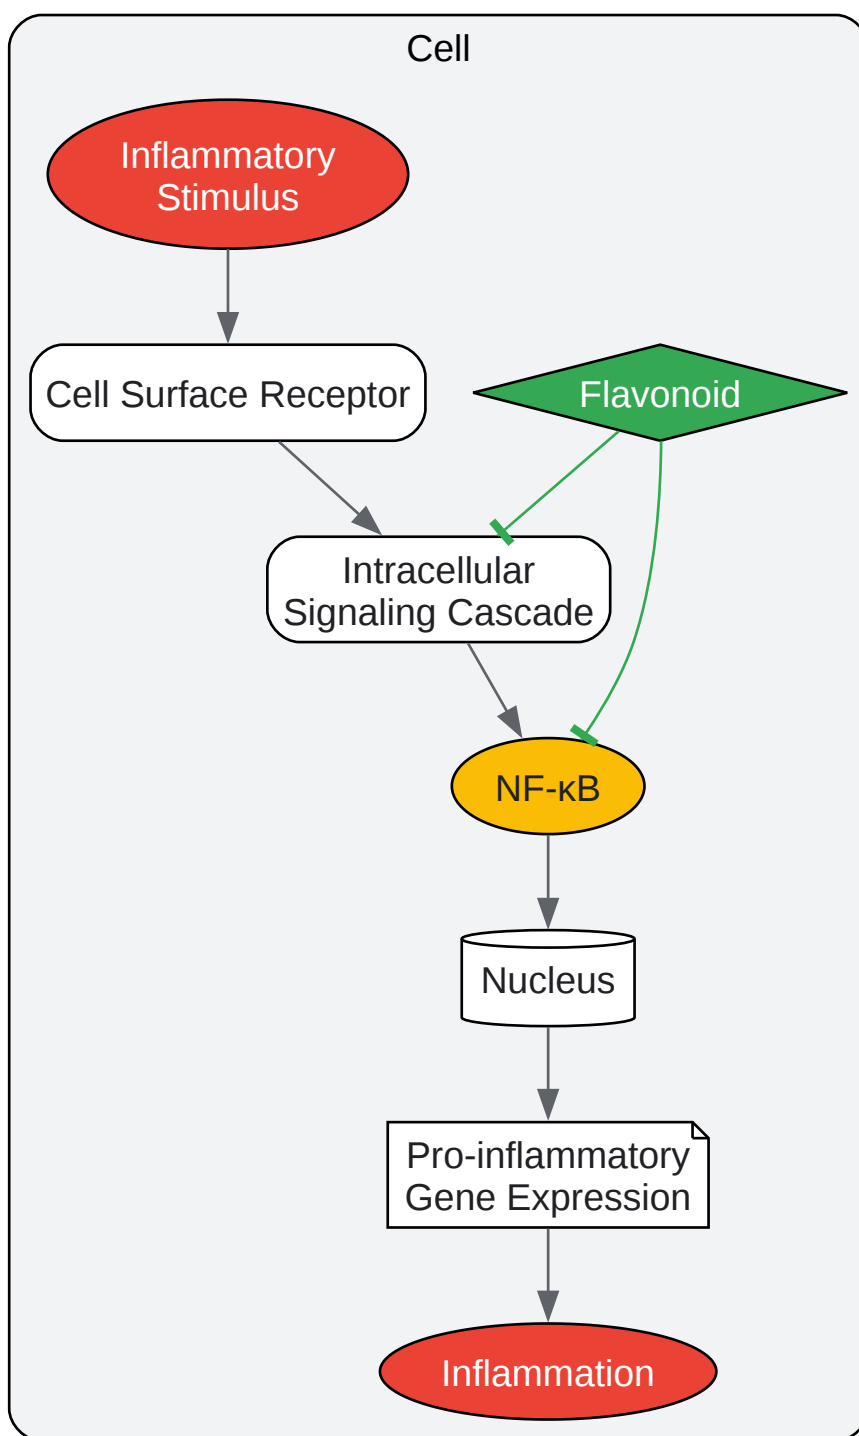 Cell
Inflammatory
Stimulus
Cell Surface Receptor
Flavonoid
Intracellular
Signaling Cascade
NF-κB
Nucleus
Pro-inflammatory
Gene Expression
Inflammation